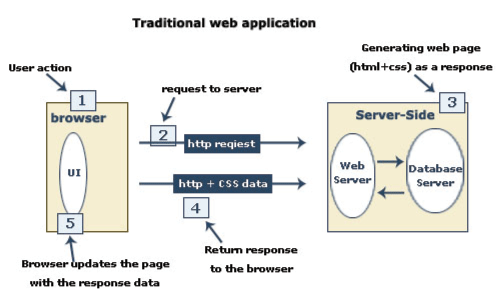 Traditional web application
Generating web page
(html+css) as a response
User action
request to server
1
3
browser
Server-Side
2
http reqiest
UI
Web
Server
Database
Server
http + CSS data
5
4
Return response
to the browser
Browser updates the page
with the response data